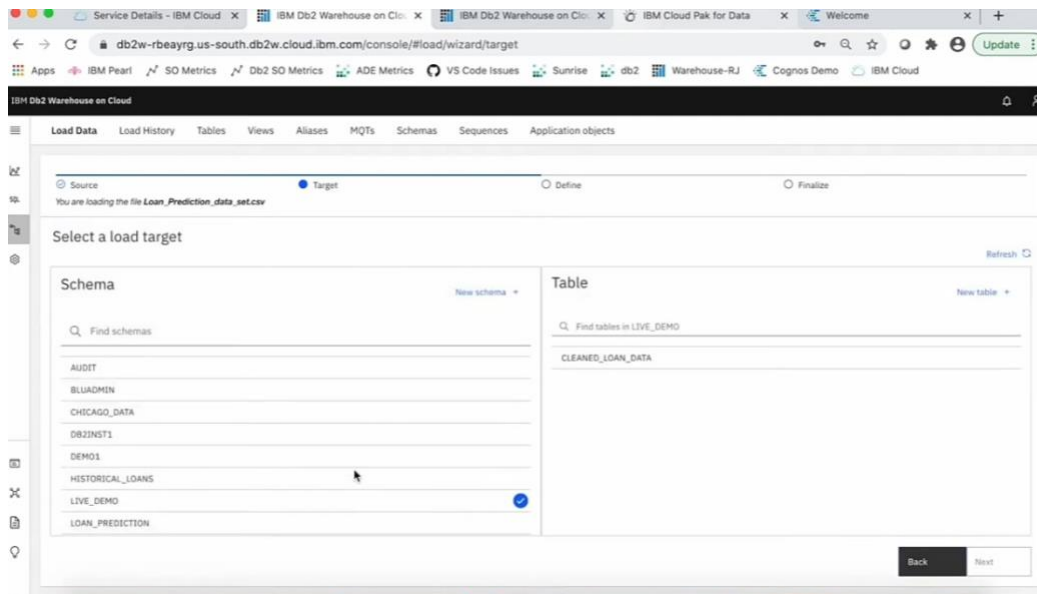 Service Details - IBM Cloud
IBM Db2 Warehouse on Clou
IBM Db2 Warehouse on Clou
IBM Cloud Pak for Data
Welcome
db2w-rbeayrg.us-south.db2w.cloud.ibm.com/console/#load/wizard/target
Update
Apps IBM Pearl SO Metrics Db2 SO Metrics ADE Metrics VS Code Issues Sunrise db2 Warehouse-RJ Cognos Demo IBM Cloud
IBM Db2 Warehouse on Cloud
Load Data Load History Tables Views Aliases MQTs Schemas Sequences Application objects
SQL
Source Target Define Finalize
You are loading the file Loan_Prediction_data_set.csv
Select a load target
Refresh
Schema
New schema +
Find schemas
AUDIT
BLUADMIN
CHICAGO_DATA
DB2INST1
DEMO1
HISTORICAL_LOANS
LIVE_DEMO
LOAN_PREDICTION
Table
New table +
Find tables in LIVE_DEMO
CLEANED_LOAN_DATA
Back Next